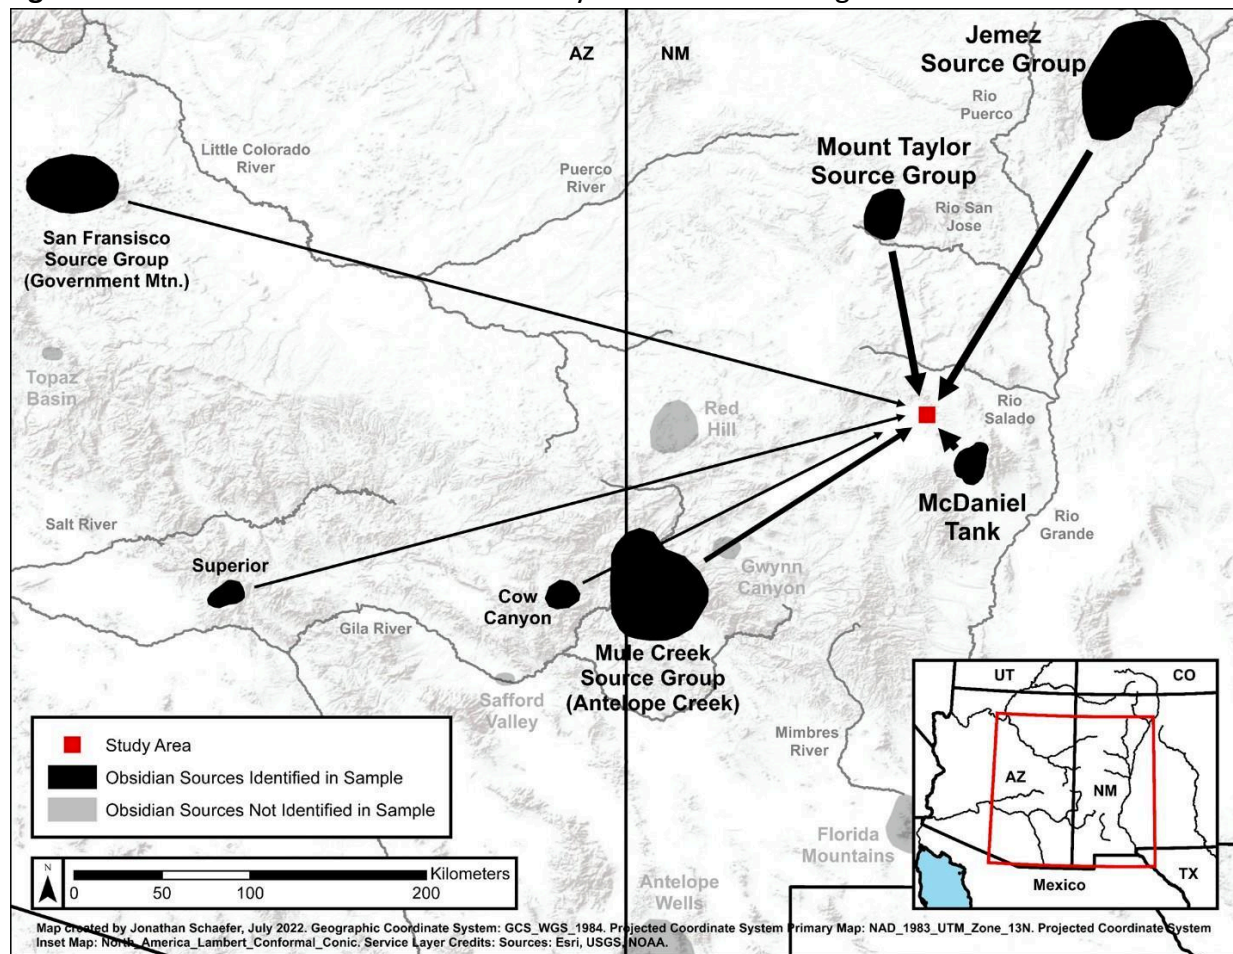 AZ
NM
Jemez
Source Group
Rio
Puerco
Little Colorado
River
Puerco
River
Mount Taylor
Source Group
Rio San
Jose
San Fransisco
Source Group
(Government Mtn.)
Topaz
Basin
Red
Hill
Rio
Salado
McDaniel
Tank
Rio
Grande
Salt River
Superior
Cow
Canyon
Gwynn
Canyon
Gila River
Mule Creek
Source Group
(Antelope Creek)
Safford
Valley
Mimbres
River
Florida
Mountains
Antelope
Wells
Study Area
Obsidian Sources Identified in Sample
Obsidian Sources Not Identified in Sample
N
Kilometers
0 50 100 200
UT
CO
AZ
NM
TX
Mexico
Map created by Jonathan Schaefer, July 2022. Geographic Coordinate System: GCS_WGS_1984. Projected Coordinate System Primary Map: NAD_1983_UTM_Zone_13N. Projected Coordinate System
Inset Map: North_America_Lambert_Conformal_Conic. Service Layer Credits: Sources: Esri, USGS, NOAA.